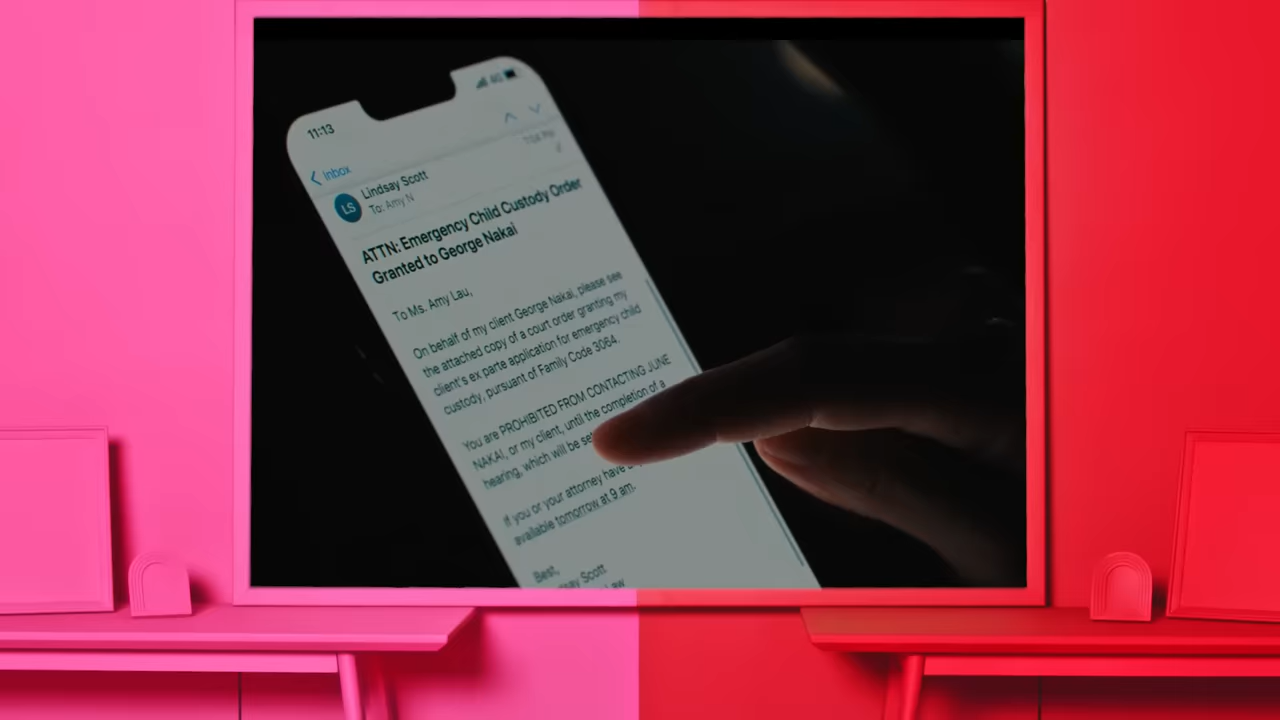 11:13
4G
Inbox
LS
Lindsay Scott
To: Amy N
ATTN: Emergency Child Custody Order
Granted to George Nakai
To Ms. Amy Lau,
On behalf of my client George Nakai, please see
the attached copy of a court order granting my
client's ex parte application for emergency child
custody, pursuant of Family Code 3064.
You are PROHIBITED FROM CONTACTING JUNE
NAKAI, or my client, until the completion of a
hearing, which will be set
If you or your attorney have
available tomorrow at 9 am.
Best,
Scott
Law